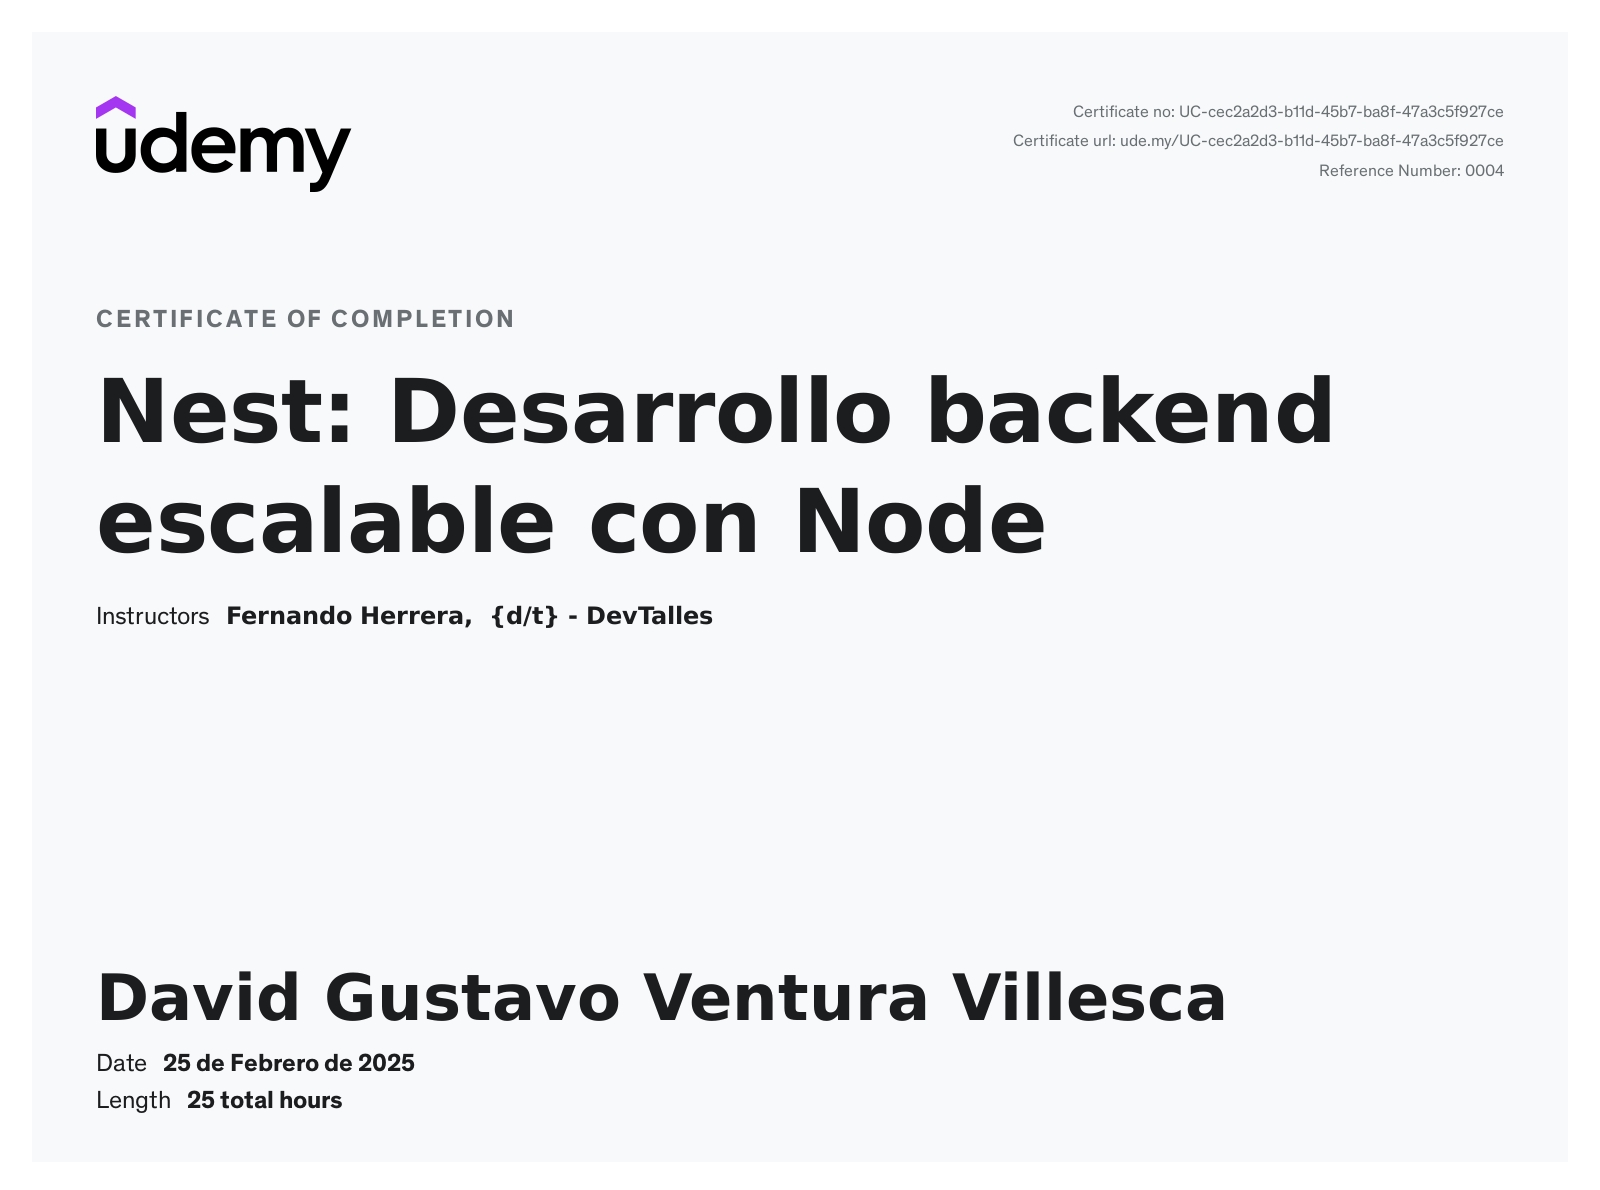 udemy
Certificate no: UC-cec2a2d3-b11d-45b7-ba8f-47a3c5f927ce
Certificate url: ude.my/UC-cec2a2d3-b11d-45b7-ba8f-47a3c5f927ce
Reference Number: 0004
CERTIFICATE OF COMPLETION
Nest: Desarrollo backend
escalable con Node
Instructors Fernando Herrera, {d/t} - DevTalles
David Gustavo Ventura Villesca
Date 25 de Febrero de 2025
Length 25 total hours